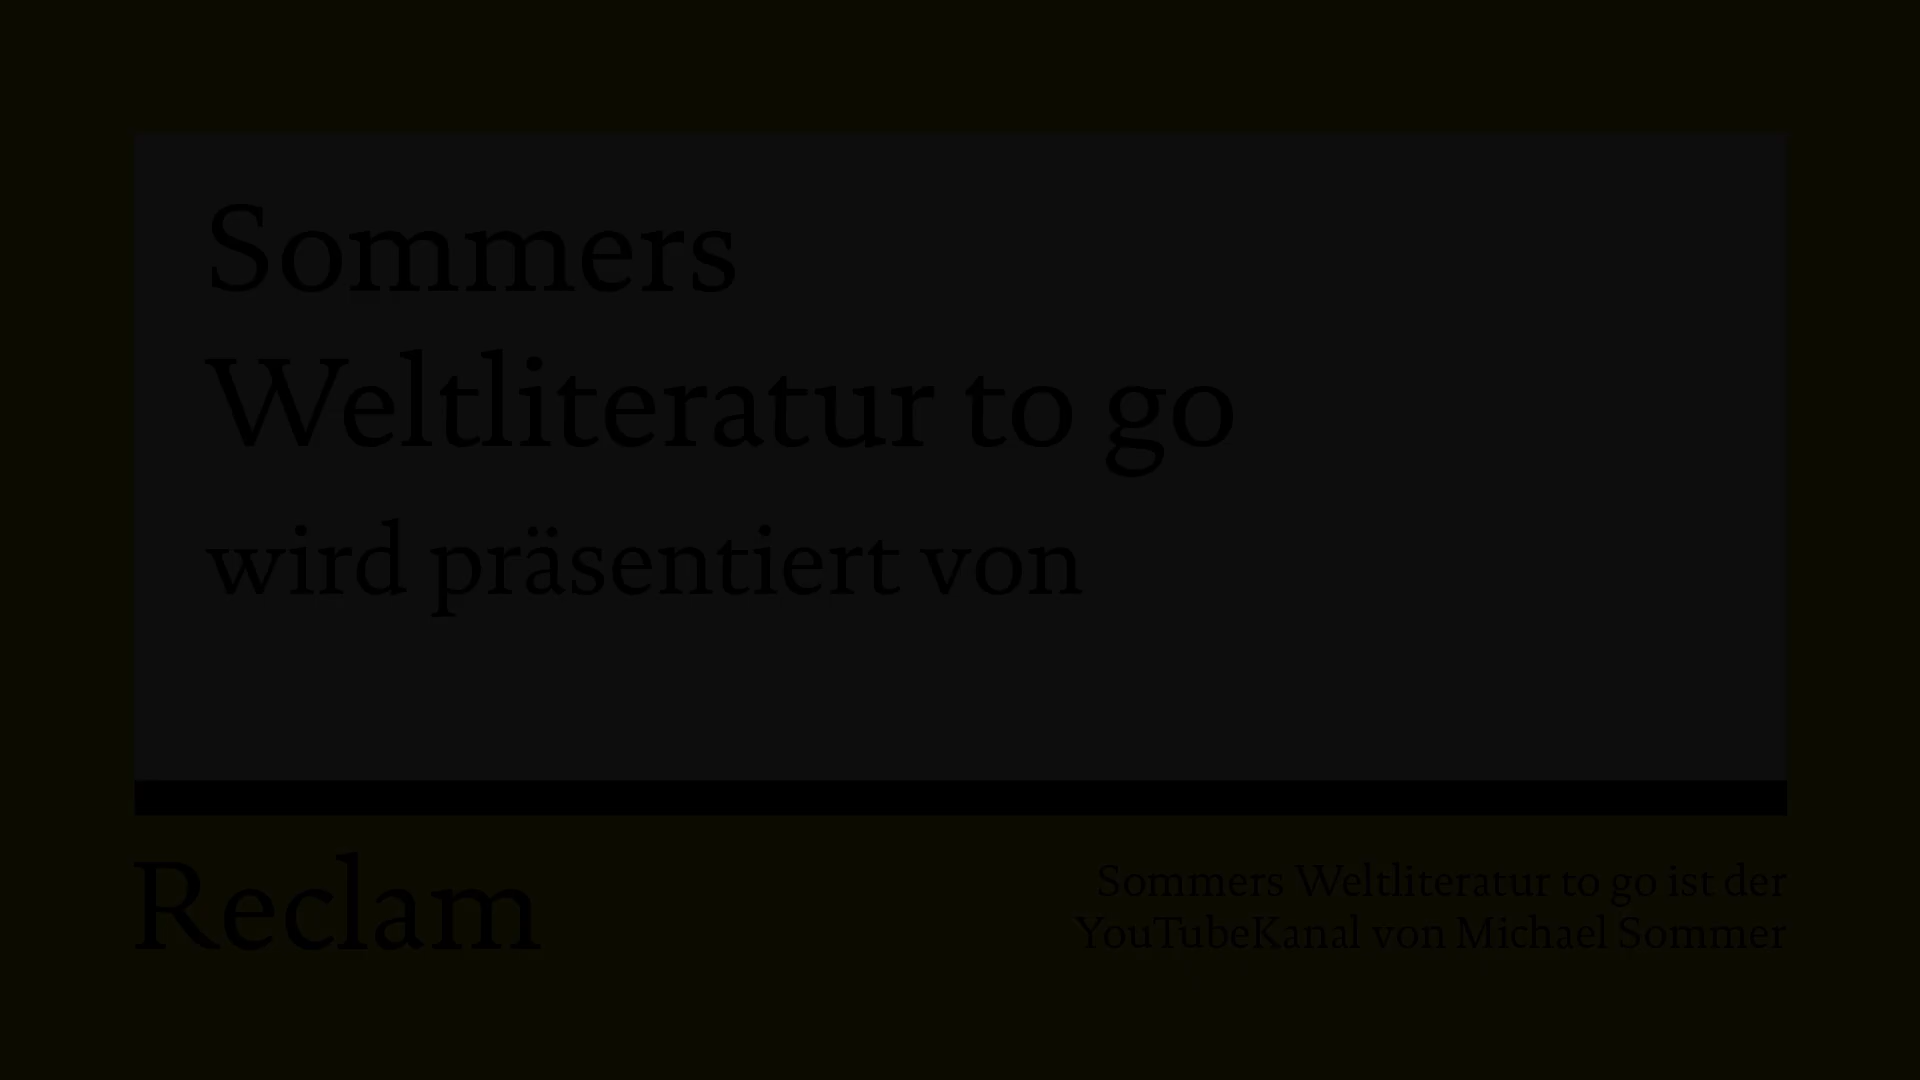 Sommers
Weltliteratur to go
wird präsentiert von
Reclam
Sommers Weltliteratur to go ist der
YouTubeKanal von Michael Sommer